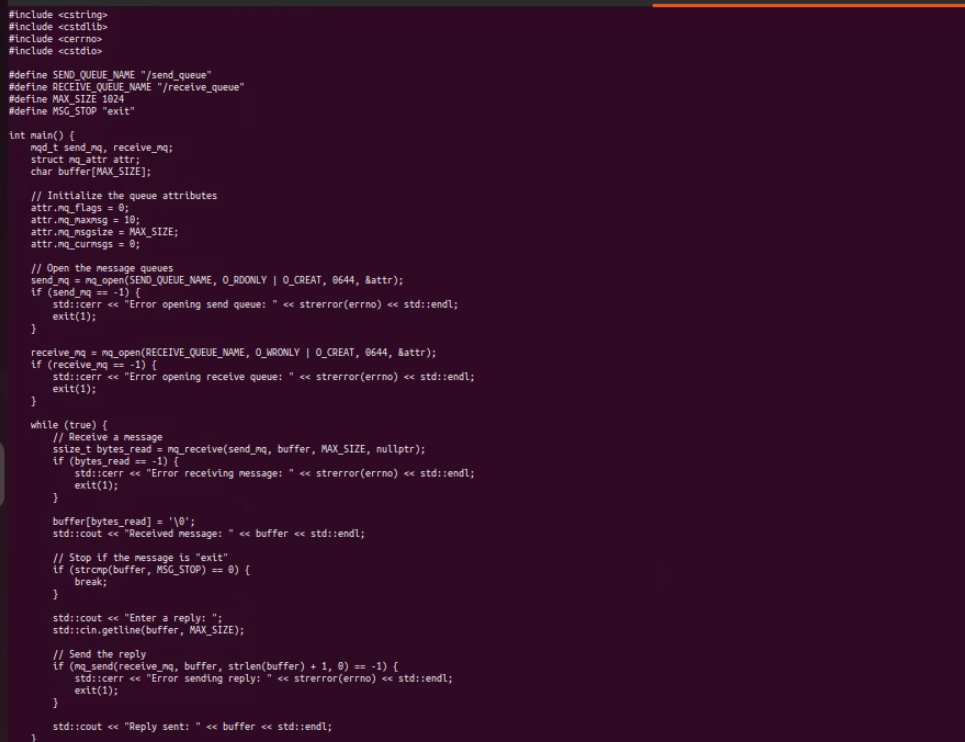 #include <cstring>
#include <cstdlib>
#include <cerrno>
#include <cstdio>

#define SEND_QUEUE_NAME "/send_queue"
#define RECEIVE_QUEUE_NAME "/receive_queue"
#define MAX_SIZE 1024
#define MSG_STOP "exit"

int main() {
    mqd_t send_mq, receive_mq;
    struct mq_attr attr;
    char buffer[MAX_SIZE];

    // Initialize the queue attributes
    attr.mq_flags = 0;
    attr.mq_maxmsg = 10;
    attr.mq_msgsize = MAX_SIZE;
    attr.mq_curmsgs = 0;

    // Open the message queues
    send_mq = mq_open(SEND_QUEUE_NAME, O_RDONLY | O_CREAT, 0644, &attr);
    if (send_mq == -1) {
        std::cerr << "Error opening send queue: " << strerror(errno) << std::endl;
        exit(1);
    }

    receive_mq = mq_open(RECEIVE_QUEUE_NAME, O_WRONLY | O_CREAT, 0644, &attr);
    if (receive_mq == -1) {
        std::cerr << "Error opening receive queue: " << strerror(errno) << std::endl;
        exit(1);
    }

    while (true) {
        // Receive a message
        ssize_t bytes_read = mq_receive(send_mq, buffer, MAX_SIZE, nullptr);
        if (bytes_read == -1) {
            std::cerr << "Error receiving message: " << strerror(errno) << std::endl;
            exit(1);
        }

        buffer[bytes_read] = '\0';
        std::cout << "Received message: " << buffer << std::endl;

        // Stop if the message is "exit"
        if (strcmp(buffer, MSG_STOP) == 0) {
            break;
        }

        std::cout << "Enter a reply: ";
        std::cin.getline(buffer, MAX_SIZE);

        // Send the reply
        if (mq_send(receive_mq, buffer, strlen(buffer) + 1, 0) == -1) {
            std::cerr << "Error sending reply: " << strerror(errno) << std::endl;
            exit(1);
        }

        std::cout << "Reply sent: " << buffer << std::endl;
    }